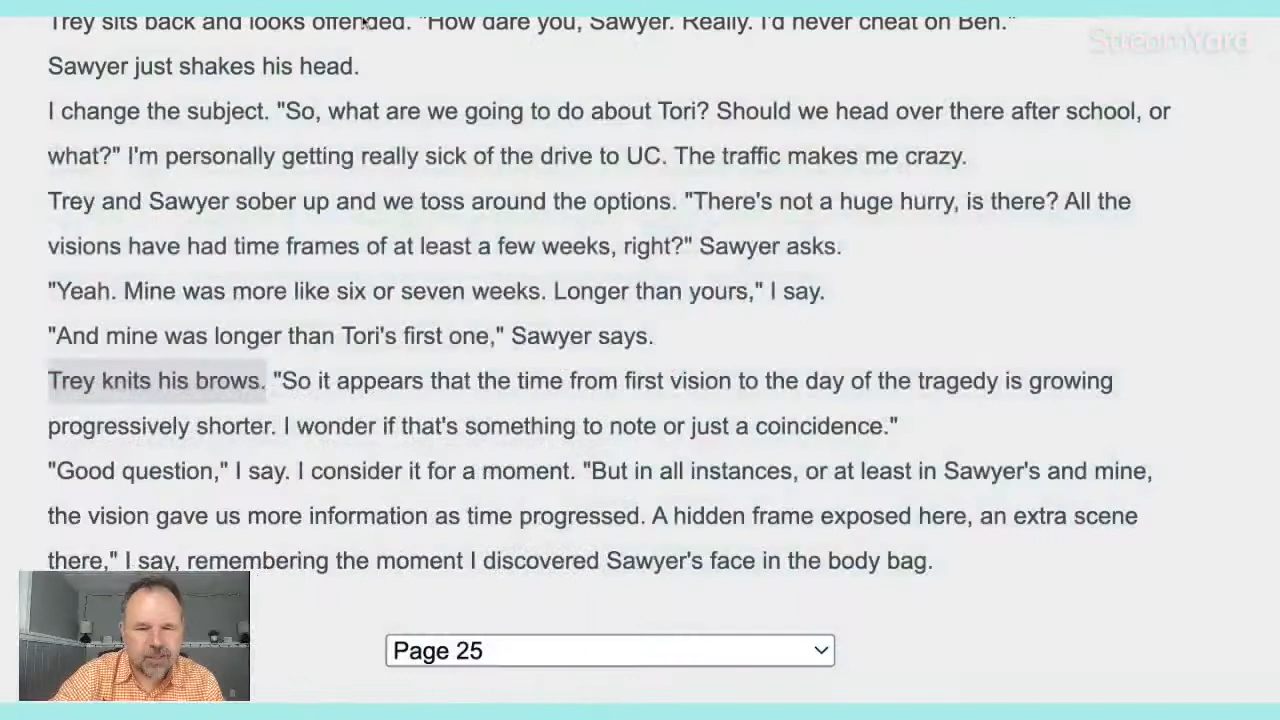 Trey sits back and looks offended. "How dare you, Sawyer. Really. I'd never cheat on Ben."
StreamYard
Sawyer just shakes his head.
I change the subject. "So, what are we going to do about Tori? Should we head over there after school, or
what?" I'm personally getting really sick of the drive to UC. The traffic makes me crazy.
Trey and Sawyer sober up and we toss around the options. "There's not a huge hurry, is there? All the
visions have had time frames of at least a few weeks, right?" Sawyer asks.
"Yeah. Mine was more like six or seven weeks. Longer than yours," I say.
"And mine was longer than Tori's first one," Sawyer says.
Trey knits his brows. "So it appears that the time from first vision to the day of the tragedy is growing
progressively shorter. I wonder if that's something to note or just a coincidence."
"Good question," I say. I consider it for a moment. "But in all instances, or at least in Sawyer's and mine,
the vision gave us more information as time progressed. A hidden frame exposed here, an extra scene
there," I say, remembering the moment I discovered Sawyer's face in the body bag.
Page 25